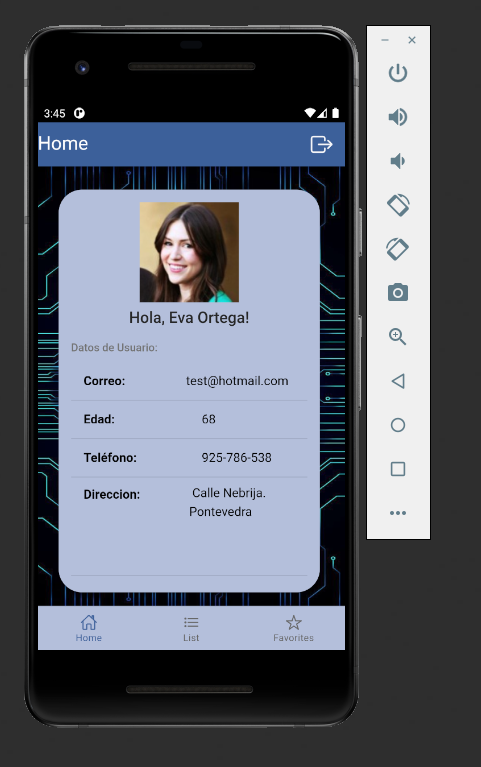 3:45
Home
Hola, Eva Ortega!
Datos de Usuario:
Correo: test@hotmail.com
Edad: 68
Teléfono: 925-786-538
Direccion: Calle Nebrija.
Pontevedra
Home List Favorites